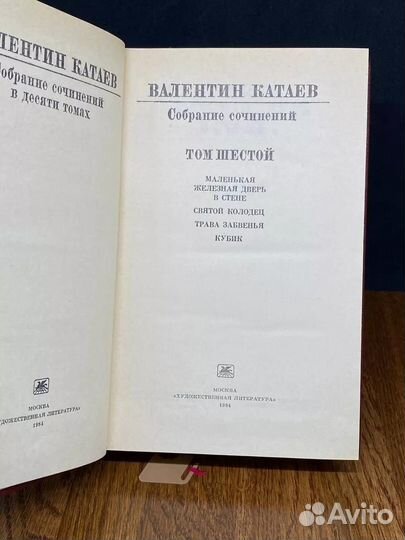 КАТАЕВ
Собрание сочинений
в десяти томах
МОСКВА
1984
ВАЛЕНТИН КАТАЕВ
Собрание сочинений
ТОМ ШЕСТОЙ
МАЛЕНЬКАЯ
ЖЕЛЕЗНАЯ ДВЕРЬ
В СТЕНЕ
СВЯТОЙ КОЛОДЕЦ
ТРАВА ЗАБВЕНЬЯ
КУБИК
МОСКВА
«ХУДОЖЕСТВЕННАЯ ЛИТЕРАТУРА»
1984
Avito